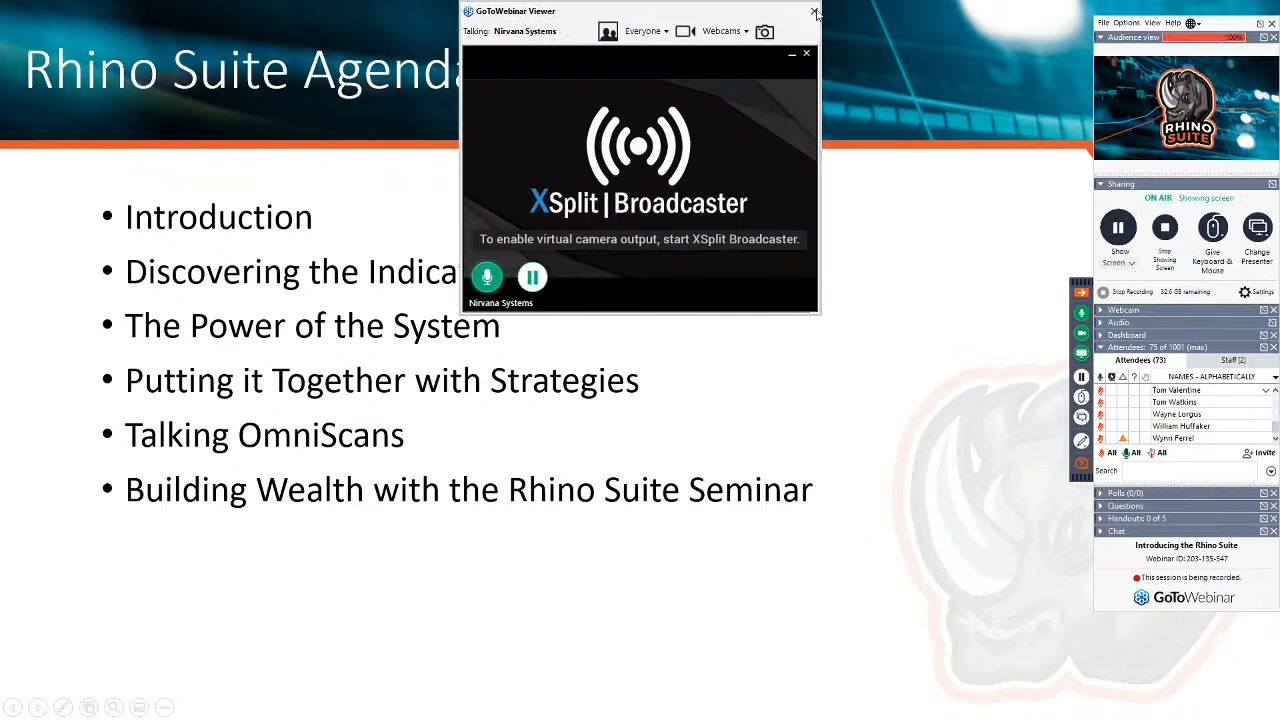 Rhino Suite Agenda
• Introduction
• Discovering the Indica
• The Power of the System
• Putting it Together with Strategies
• Talking OmniScans
• Building Wealth with the Rhino Suite Seminar
GoToWebinar Viewer
Talking: Nirvana Systems
Everyone
Webcams
XSplit | Broadcaster
To enable virtual camera output, start XSplit Broadcaster.
Nirvana Systems
File Options View Help
Audience view
100%
RHINO
SUITE
Sharing
ON AIR Showing screen
Show
Screen
Stop
Showing
Screen
Give
Keyboard &
Mouse
Change
Presenter
Stop Recording
32.6 GB remaining
Settings
Webcam
Audio
Dashboard
Attendees: 75 of 1001 (max)
Attendees (73)
Staff (2)
NAMES - ALPHABETICALLY
Tom Valentine
Tom Watkins
Wayne Lorgus
William Huffaker
Wynn Ferrel
All All All
Invite
Search
Polls (0/0)
Questions
Handouts: 0 of 5
Chat
Introducing the Rhino Suite
Webinar ID: 203-135-547
This session is being recorded.
GoToWebinar